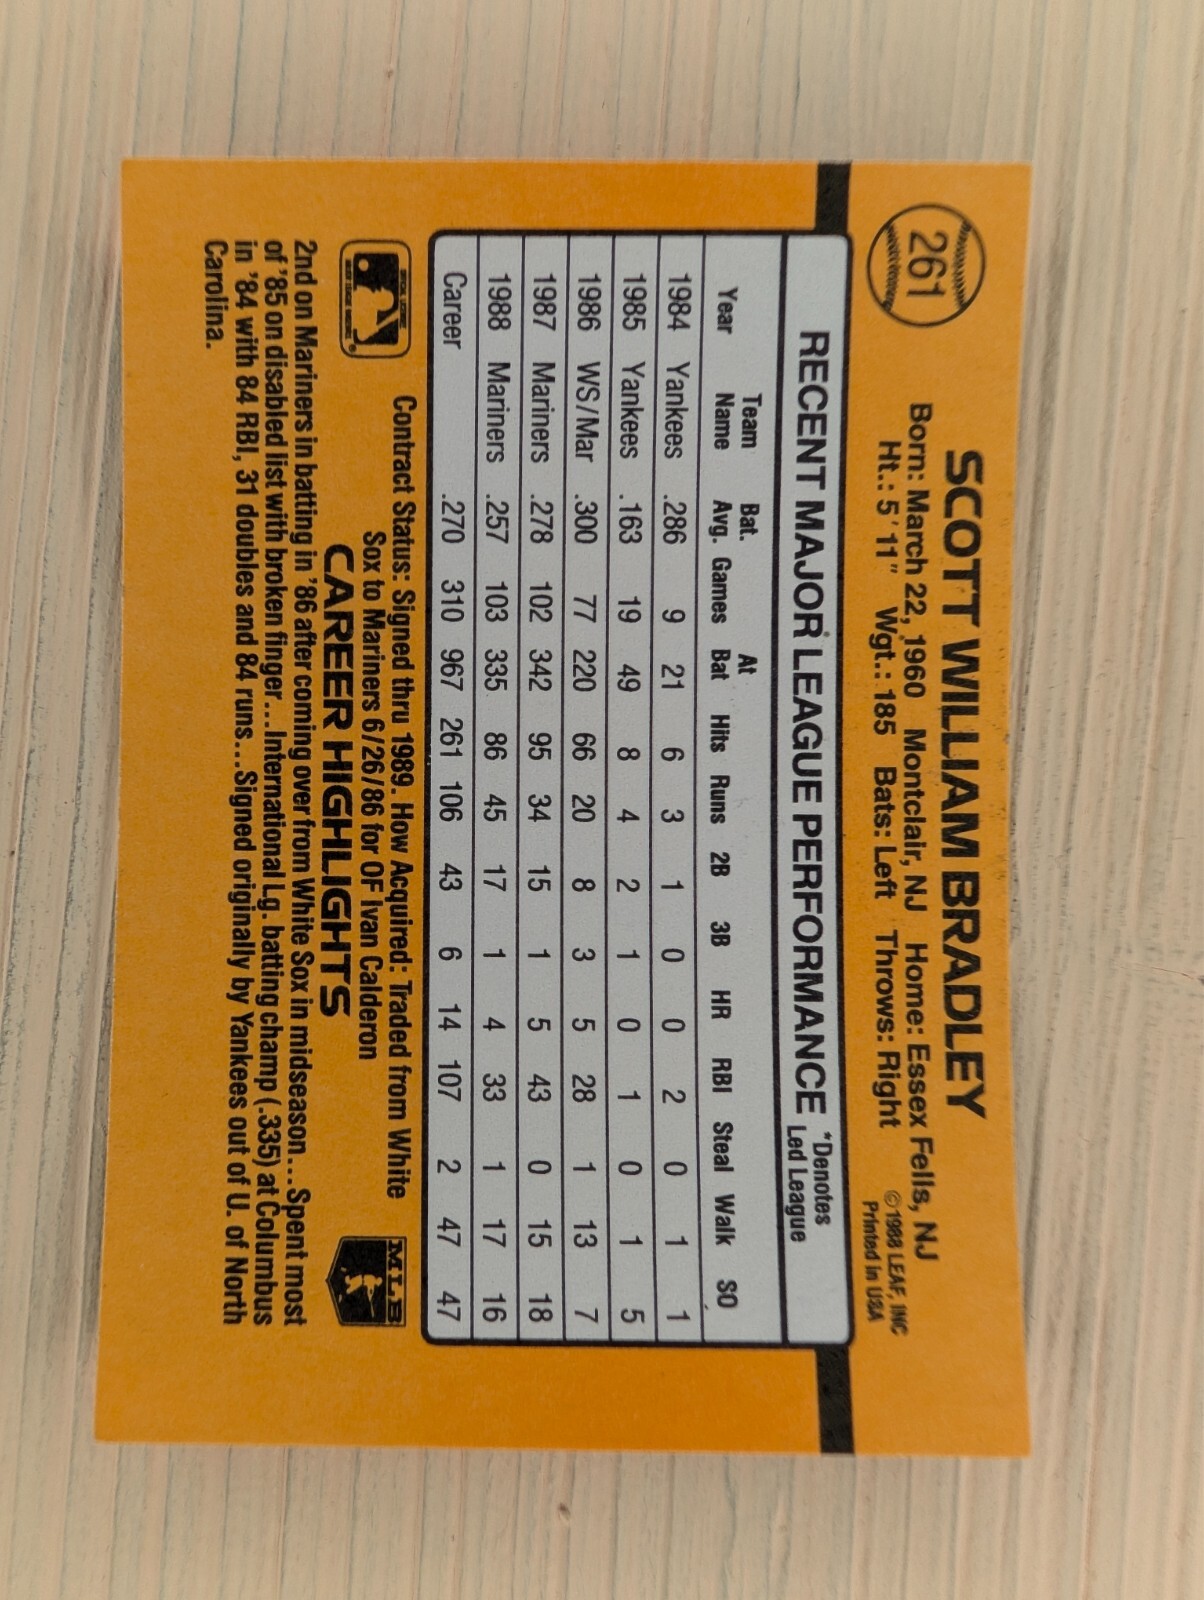 261
SCOTT WILLIAM BRADLEY
Born: March 22, 1960 Montclair, NJ Home: Essex Fells, NJ
Ht.: 5' 11" Wgt.: 185 Bats: Left Throws: Right
© 1988 LEAF, INC
Printed in USA
RECENT MAJOR LEAGUE PERFORMANCE *Denotes Led League
Year Team Name Bat. Avg. Games At Bat Hits Runs 2B 3B HR RBI Steal Walk SO
1984 Yankees .286 9 21 6 3 1 0 0 2 0 1 1
1985 Yankees .163 19 49 8 4 2 1 0 1 0 1 5
1986 WS/Mar .300 77 220 66 20 8 3 5 28 1 13 7
1987 Mariners .278 102 342 95 34 15 1 5 43 0 15 18
1988 Mariners .257 103 335 86 45 17 1 4 33 1 17 16
Career .270 310 967 261 106 43 6 14 107 2 47 47
Contract Status: Signed thru 1989. How Acquired: Traded from White
Sox to Mariners 6/26/86 for OF Ivan Calderon
MLB
CAREER HIGHLIGHTS
2nd on Mariners in batting in '86 after coming over from White Sox in midseason...Spent most
of '85 on disabled list with broken finger...International Lg. batting champ (.335) at Columbus
in '84 with 84 RBI, 31 doubles and 84 runs...Signed originally by Yankees out of U. of North
Carolina.